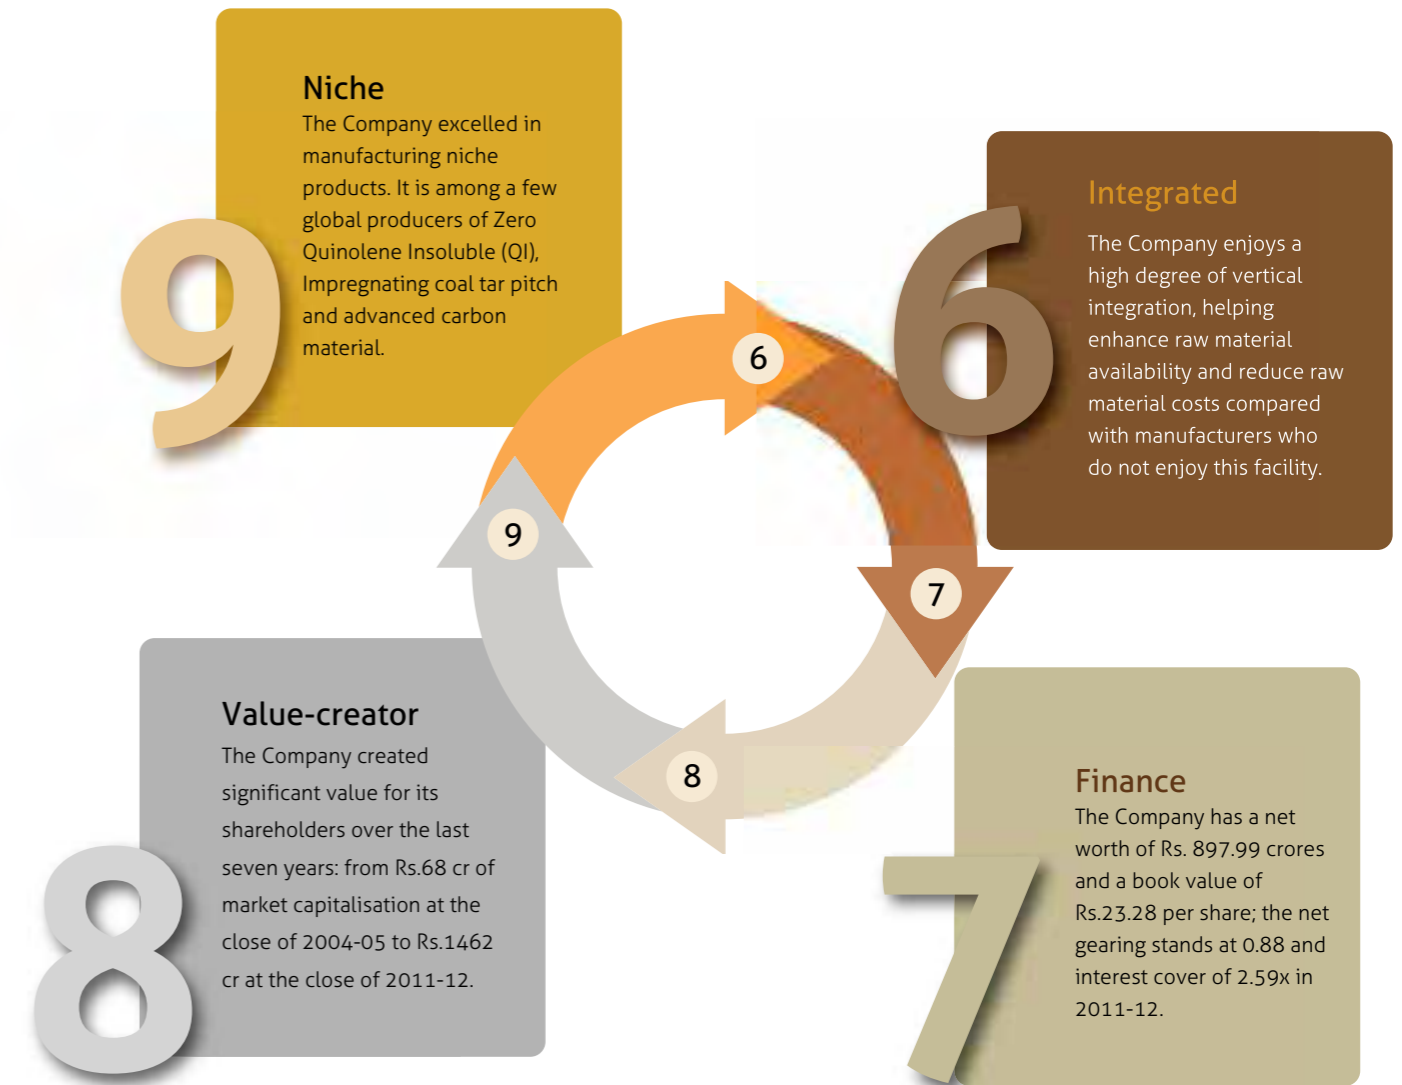 Niche
The Company excelled in
manufacturing niche
products. It is among a few
global producers of Zero
Quinolene Insoluble (QI),
Impregnating coal tar pitch
and advanced carbon
material.
9
Integrated
The Company enjoys a
high degree of vertical
integration, helping
enhance raw material
availability and reduce raw
material costs compared
with manufacturers who
do not enjoy this facility.
6
6
7
8
9
Value-creator
The Company created
significant value for its
shareholders over the last
seven years: from Rs.68 cr of
market capitalisation at the
close of 2004-05 to Rs.1462
cr at the close of 2011-12.
8
Finance
The Company has a net
worth of Rs. 897.99 crores
and a book value of
Rs.23.28 per share; the net
gearing stands at 0.88 and
interest cover of 2.59x in
2011-12.
7